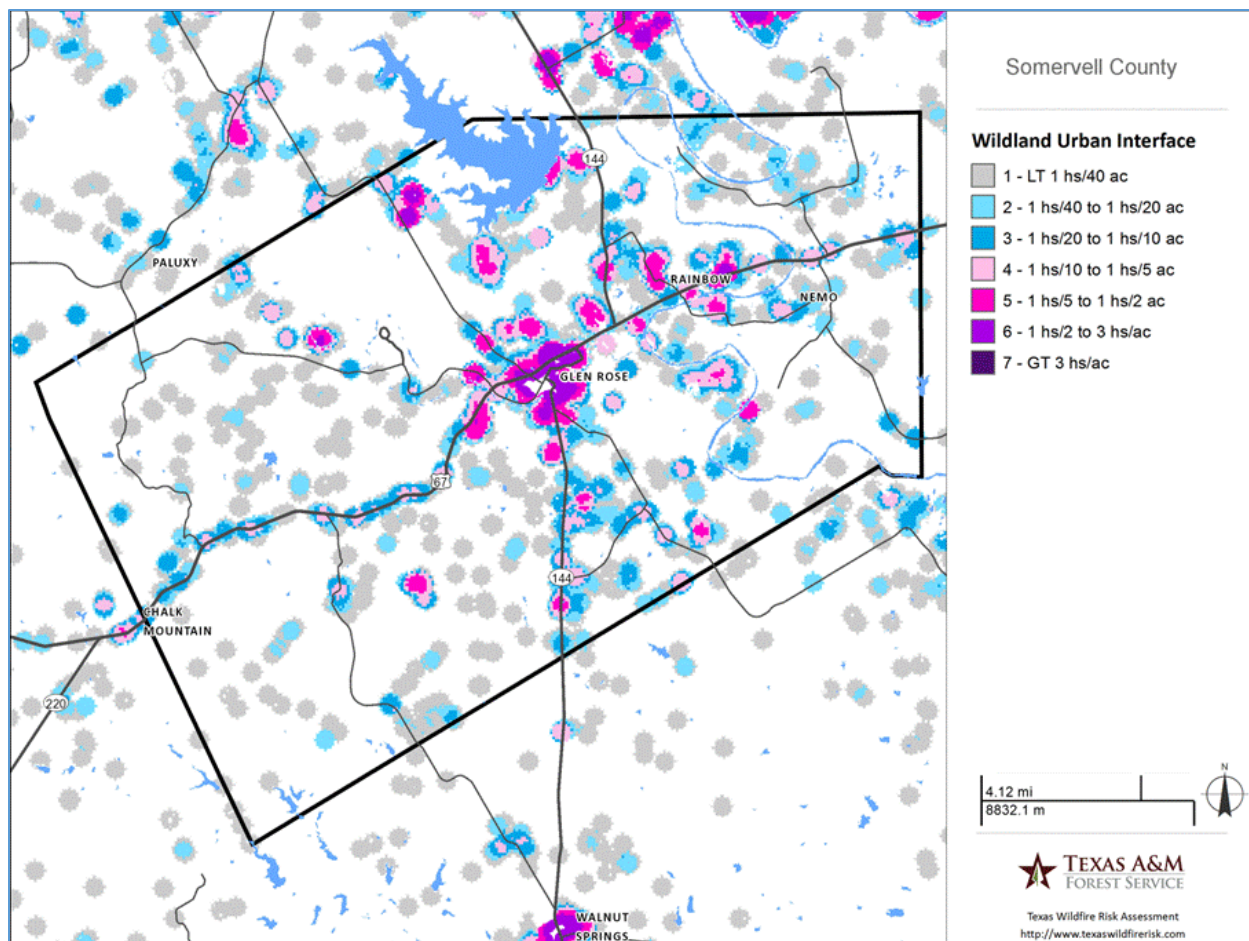 Somervell County
Wildland Urban Interface
1 - LT 1 hs/40 ac
2 - 1 hs/40 to 1 hs/20 ac
3 - 1 hs/20 to 1 hs/10 ac
4 - 1 hs/10 to 1 hs/5 ac
5 - 1 hs/5 to 1 hs/2 ac
6 - 1 hs/2 to 3 hs/ac
7 - GT 3 hs/ac
144
PALUXY
RAINBOW
NEMO
GLEN ROSE
67
144
CHALK
MOUNTAIN
220
WALNUT
SPRINGS
N
4.12 mi
8832.1 m
TEXAS A&M
FOREST SERVICE
Texas Wildfire Risk Assessment
http://www.texaswildfirerisk.com